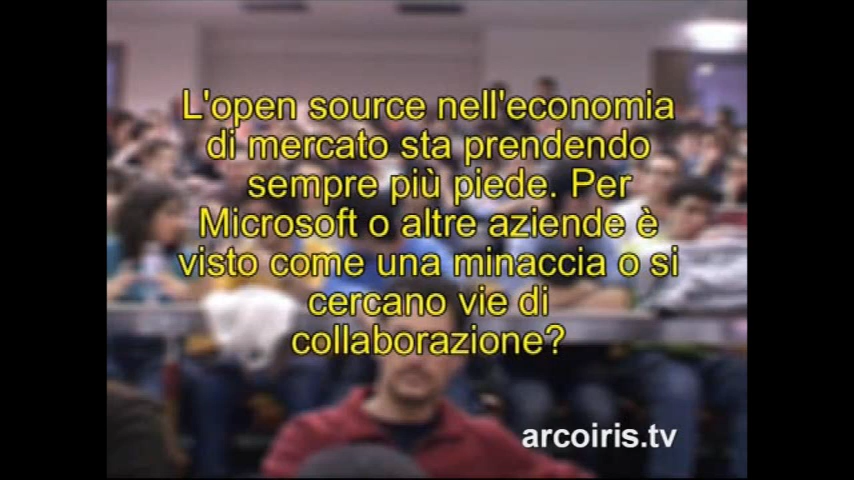 L'open source nell'economia
di mercato sta prendendo
sempre più piede. Per
Microsoft o altre aziende è
visto come una minaccia o si
cercano vie di
collaborazione?
arcoiris.tv